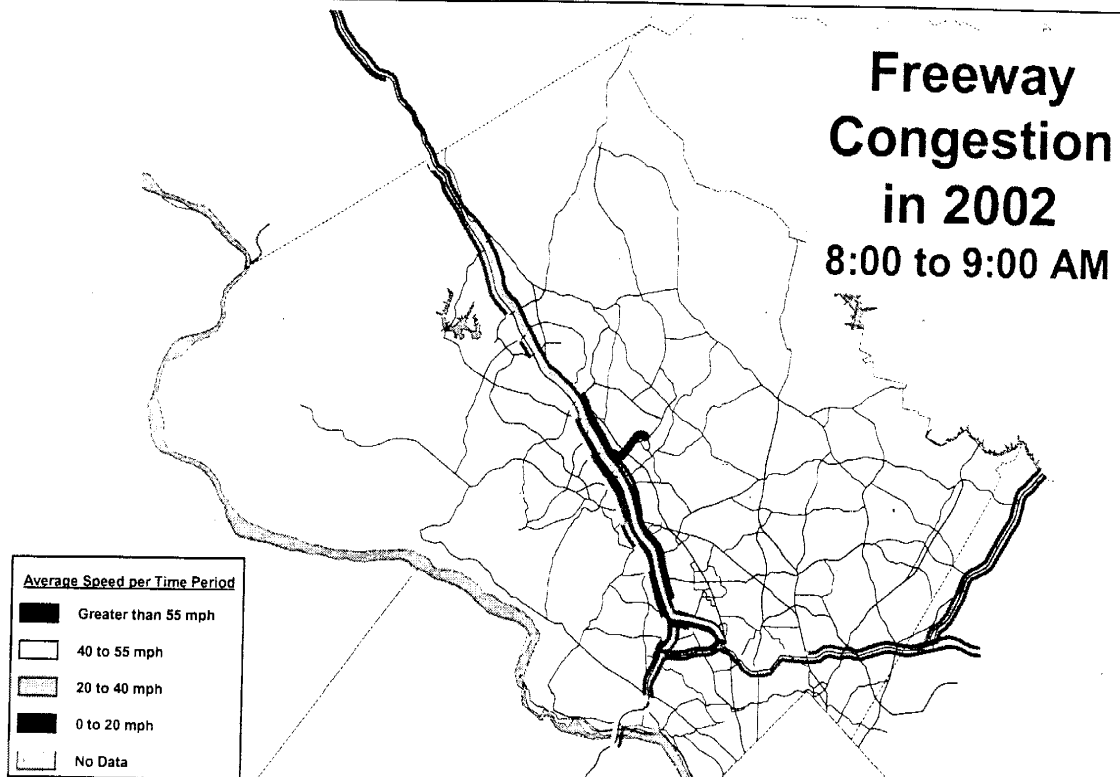 Freeway
Congestion
in 2002
8:00 to 9:00 AM
Average Speed per Time Period
Greater than 55 mph
40 to 55 mph
20 to 40 mph
0 to 20 mph
No Data